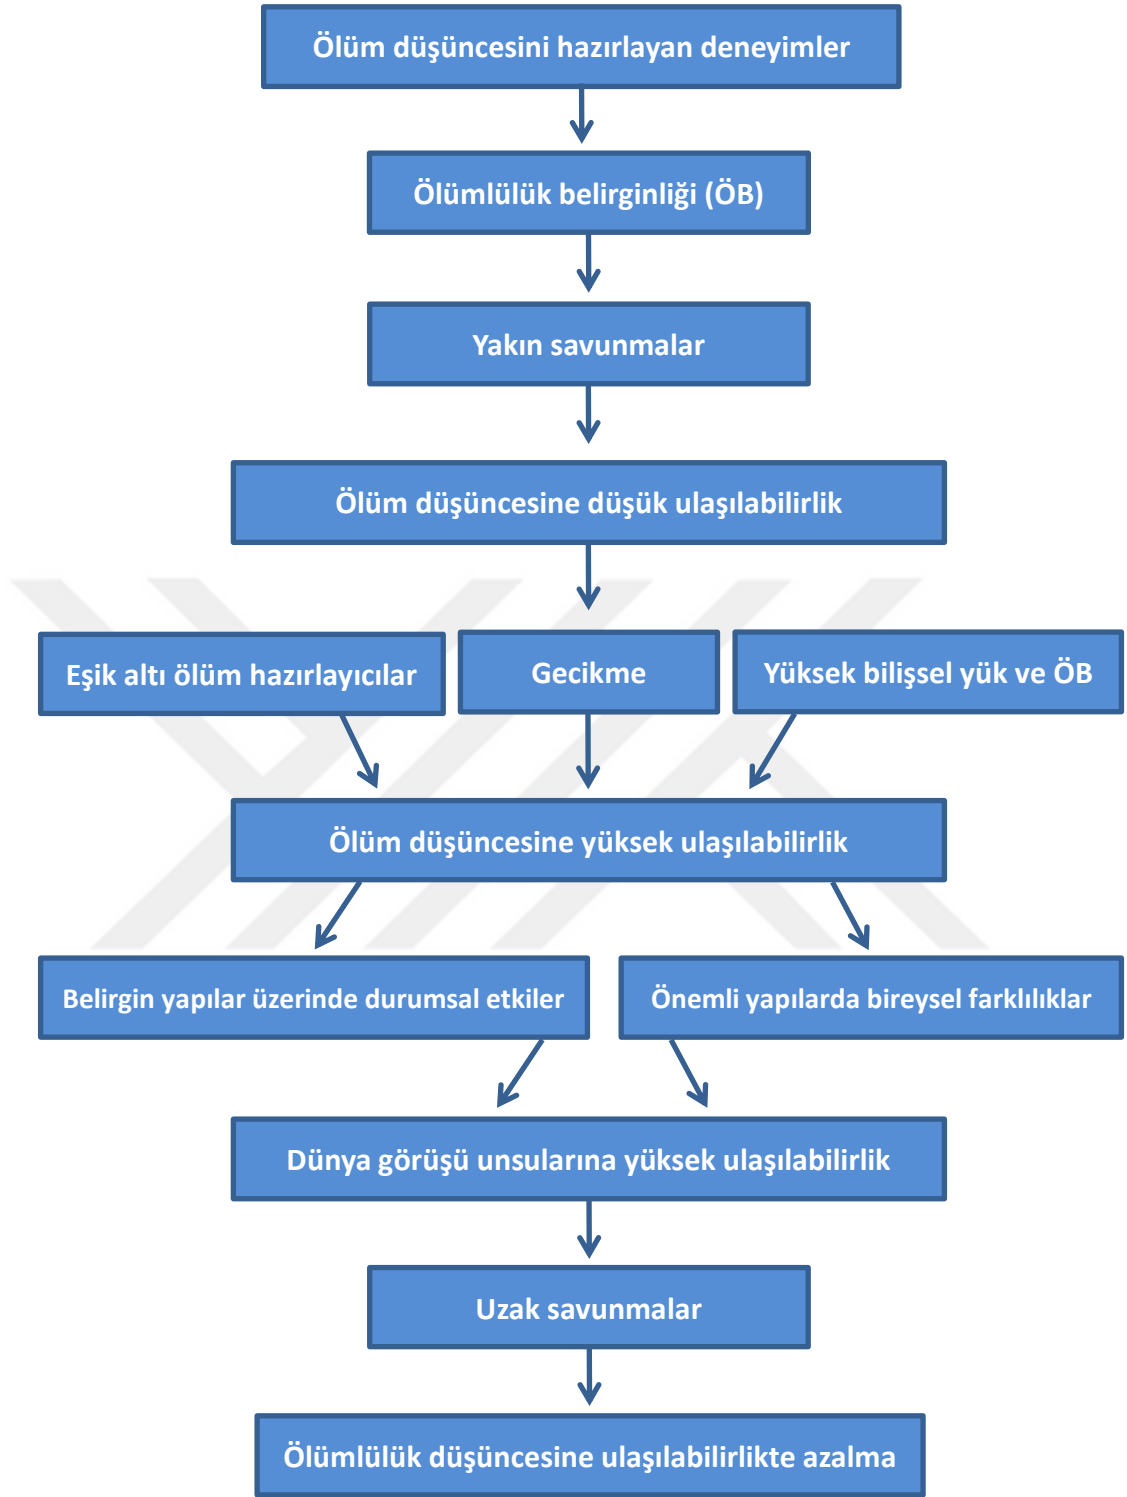 Ölüm düşüncesini hazırlayan deneyimler
Ölümlülük belirginliği (ÖB)
Yakın savunmalar
Ölüm düşüncesine düşük ulaşılabilirlik
Eşik altı ölüm hazırlayıcılar
Gecikme
Yüksek bilişsel yük ve ÖB
Ölüm düşüncesine yüksek ulaşılabilirlik
Belirgin yapılar üzerinde durumsal etkiler
Önemli yapılarda bireysel farklılıklar
Dünya görüşü unsularına yüksek ulaşılabilirlik
Uzak savunmalar
Ölümlülük düşüncesine ulaşılabilirlikte azalma